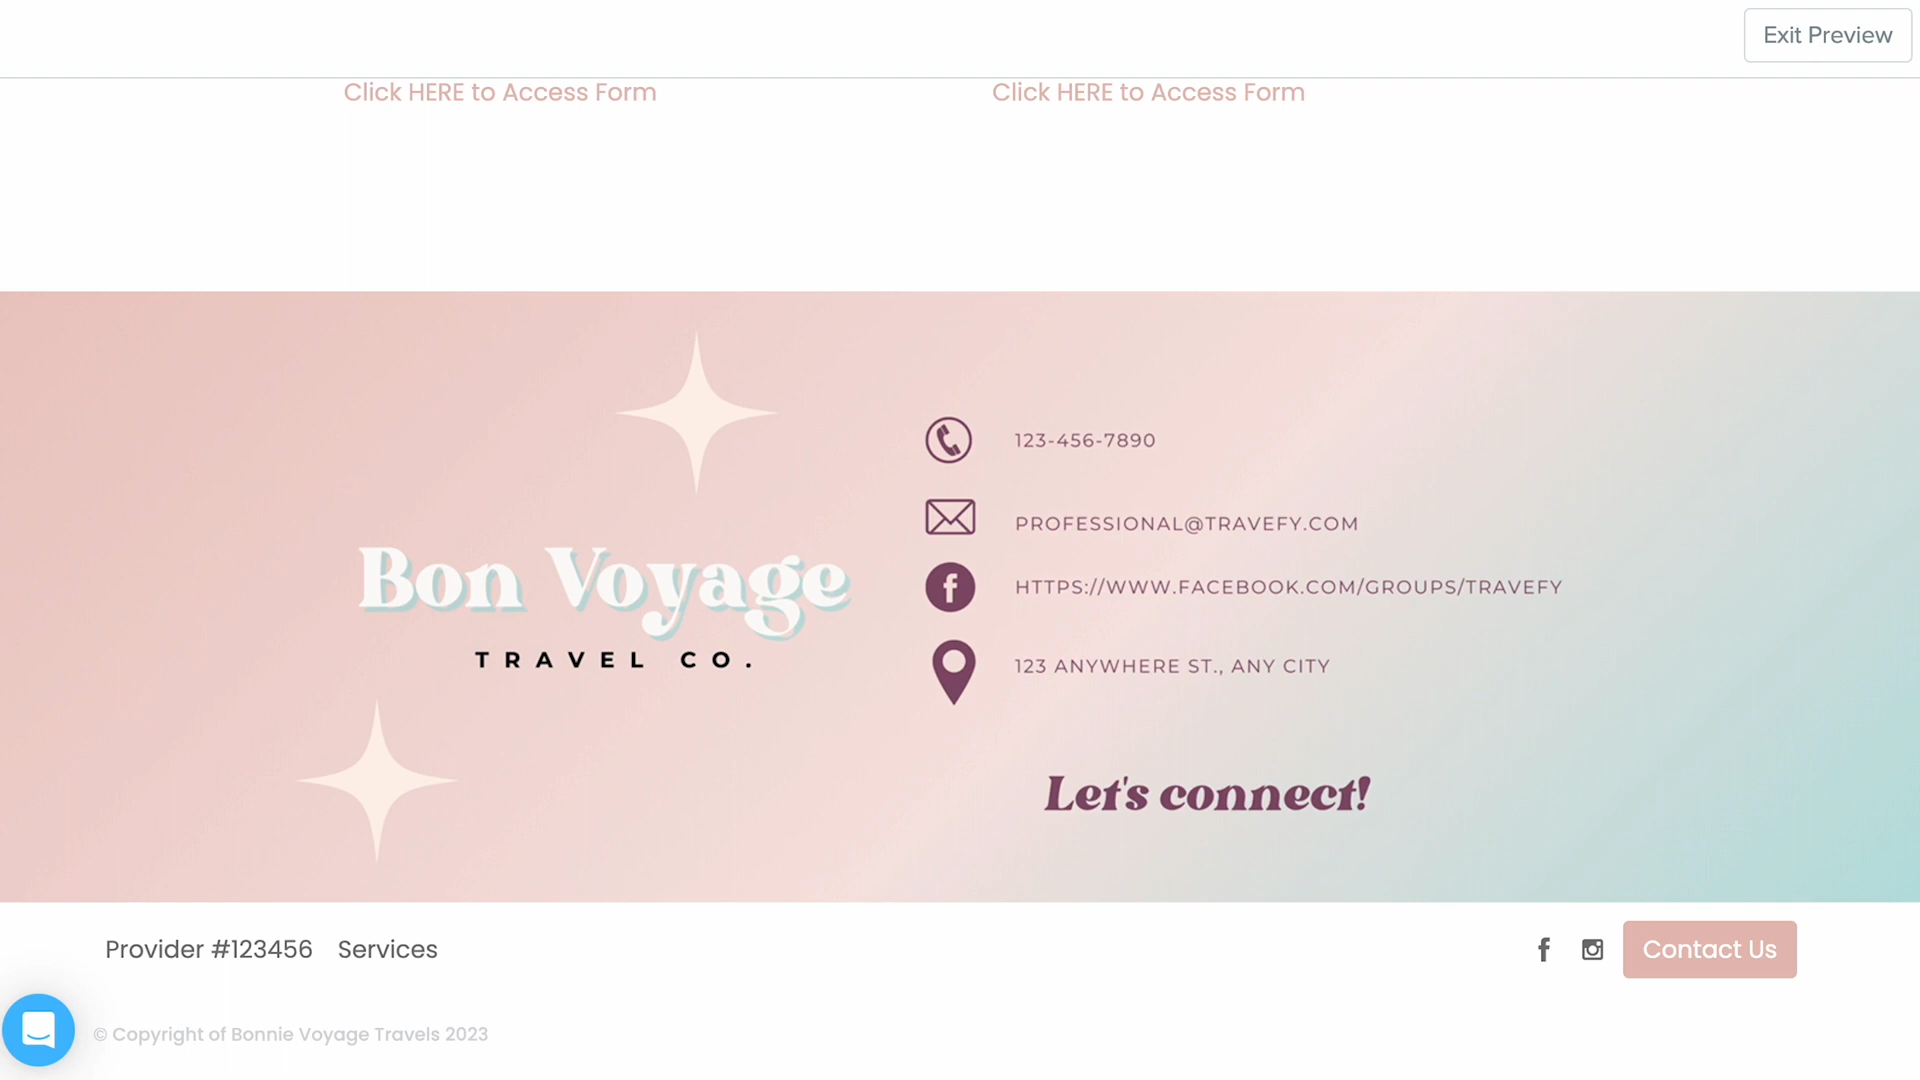 Exit Preview
Click HERE to Access Form
Click HERE to Access Form
Bon Voyage
TRAVEL CO.
123-456-7890
PROFESSIONAL@TRAVEFY.COM
HTTPS://WWW.FACEBOOK.COM/GROUPS/TRAVEFY
123 ANYWHERE ST., ANY CITY
Let's connect!
Provider #123456
Services
Contact Us
© Copyright of Bonnie Voyage Travels 2023